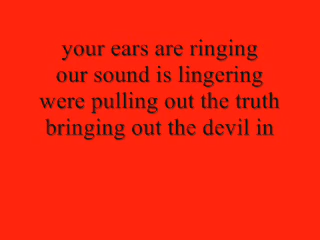 your ears are ringing
our sound is lingering
were pulling out the truth
bringing out the devil in